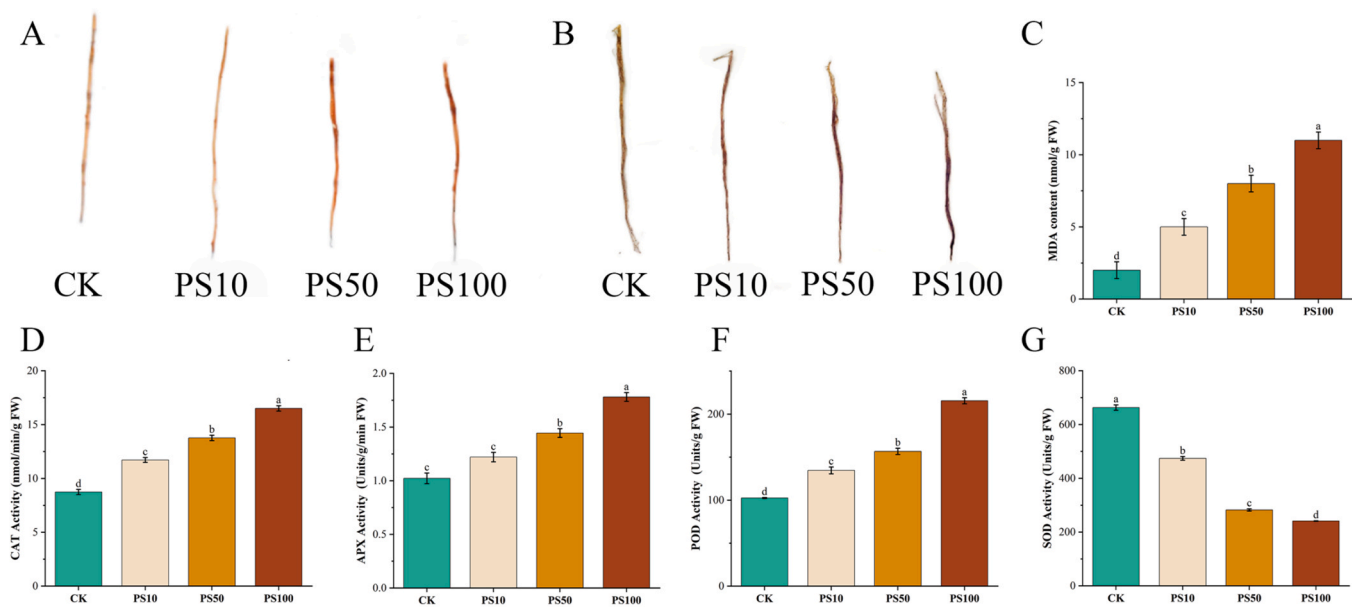 A
B
C
CK PS10 PS50 PS100
CK PS10 PS50 PS100
MDA content (nmol/g FW)
15
10
5
0
d
c
b
a
CK PS10 PS50 PS100
D
E
F
G
CAT Activity (nmol/min/g FW)
20
15
10
5
0
d
c
b
a
CK PS10 PS50 PS100
APX Activity (Units/g/min FW)
2.0
1.5
1.0
0.5
0.0
c
c
b
a
CK PS10 PS50 PS100
POD Activity (Units/g FW)
200
150
100
50
0
d
c
b
a
CK PS10 PS50 PS100
SOD Activity (Units/g FW)
800
600
400
200
0
a
b
c
d
CK PS10 PS50 PS100